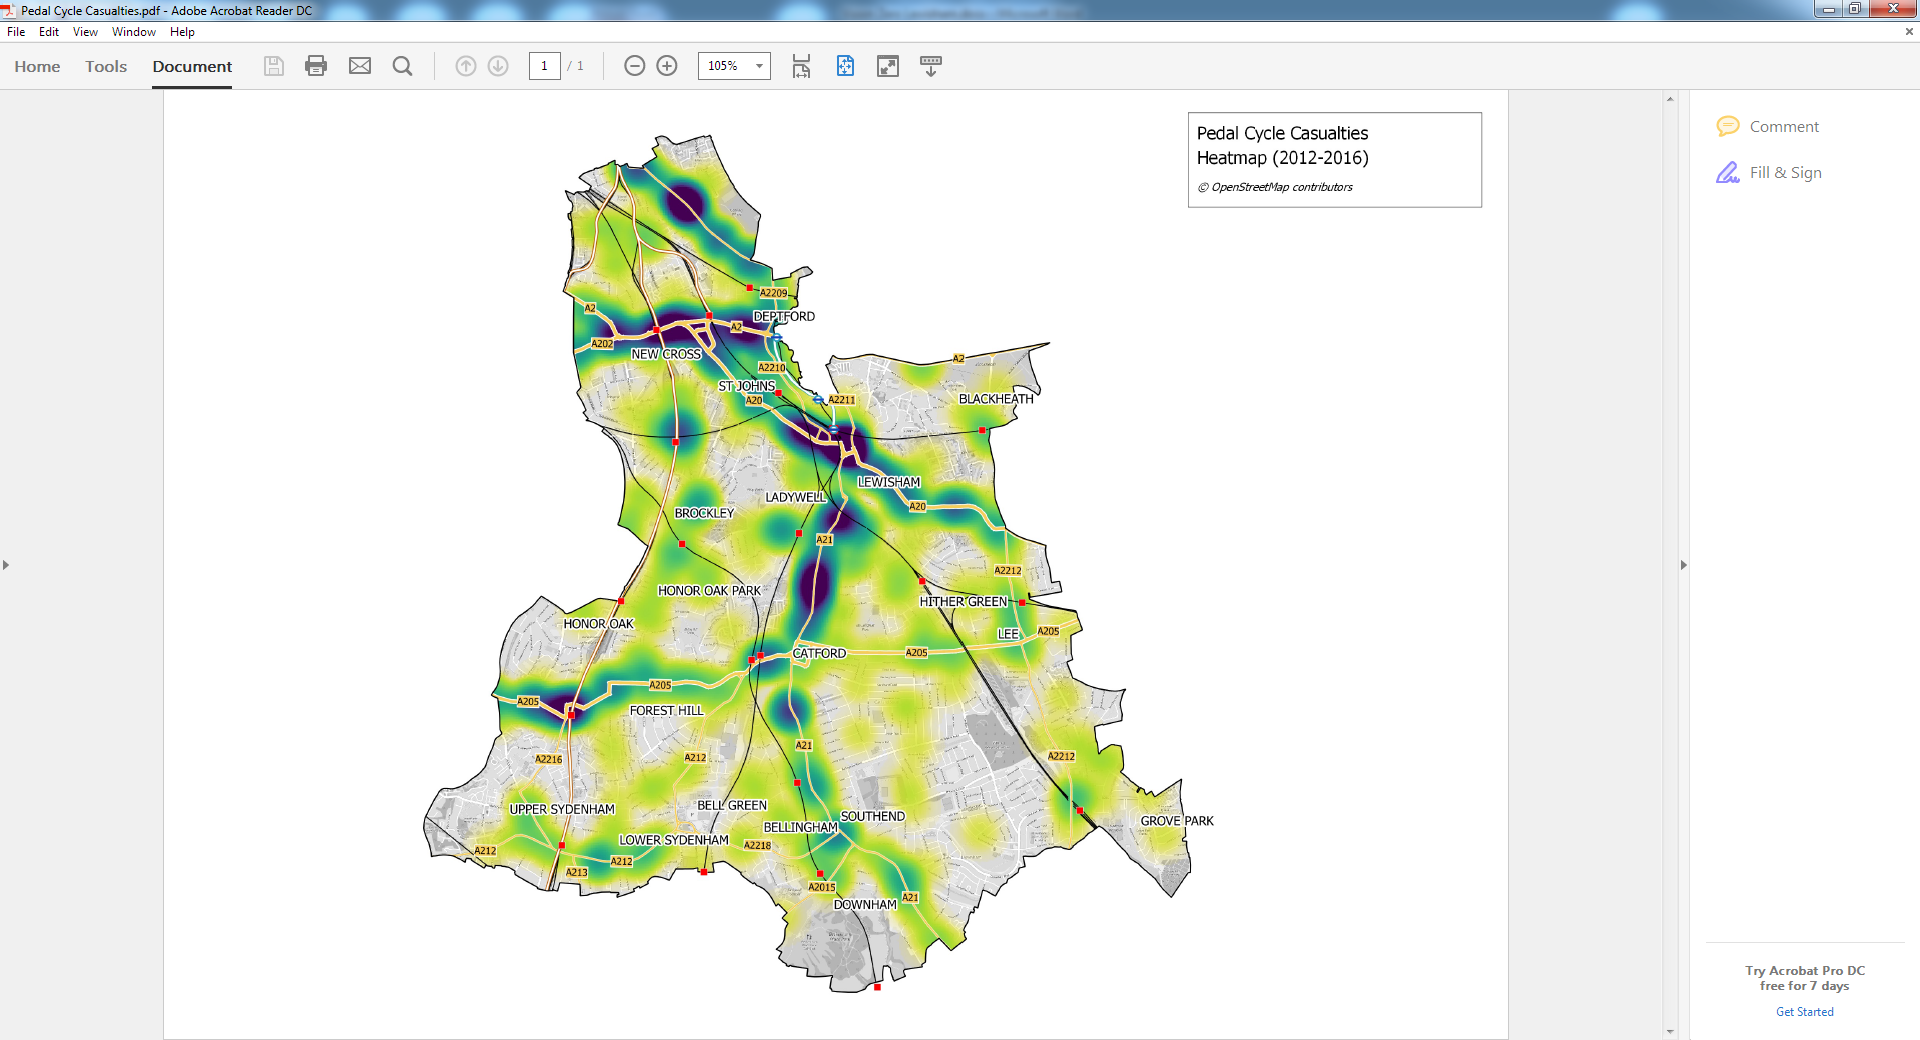 Pedal Cycle Casualties.pdf - Adobe Acrobat Reader DC
File Edit View Window Help
Home Tools Document
1 / 1
105%
Comment
Fill & Sign
Pedal Cycle Casualties
Heatmap (2012-2016)
© OpenStreetMap contributors
A2209
A2
DEPTFORD
A2
A202
NEW CROSS
A2
A2210
ST JOHNS
A20
A2211
BLACKHEATH
LEWISHAM
LADYWELL
A20
BROCKLEY
A21
A2212
HONOR OAK PARK
HITHER GREEN
HONOR OAK
LEE
A205
CATFORD
A205
A205
A205
FOREST HILL
A21
A2216
A212
A2212
BELL GREEN
UPPER SYDENHAM
SOUTHEND
GROVE PARK
BELLINGHAM
LOWER SYDENHAM
A2218
A212
A212
A213
A2015
A21
DOWNHAM
Try Acrobat Pro DC
free for 7 days
Get Started